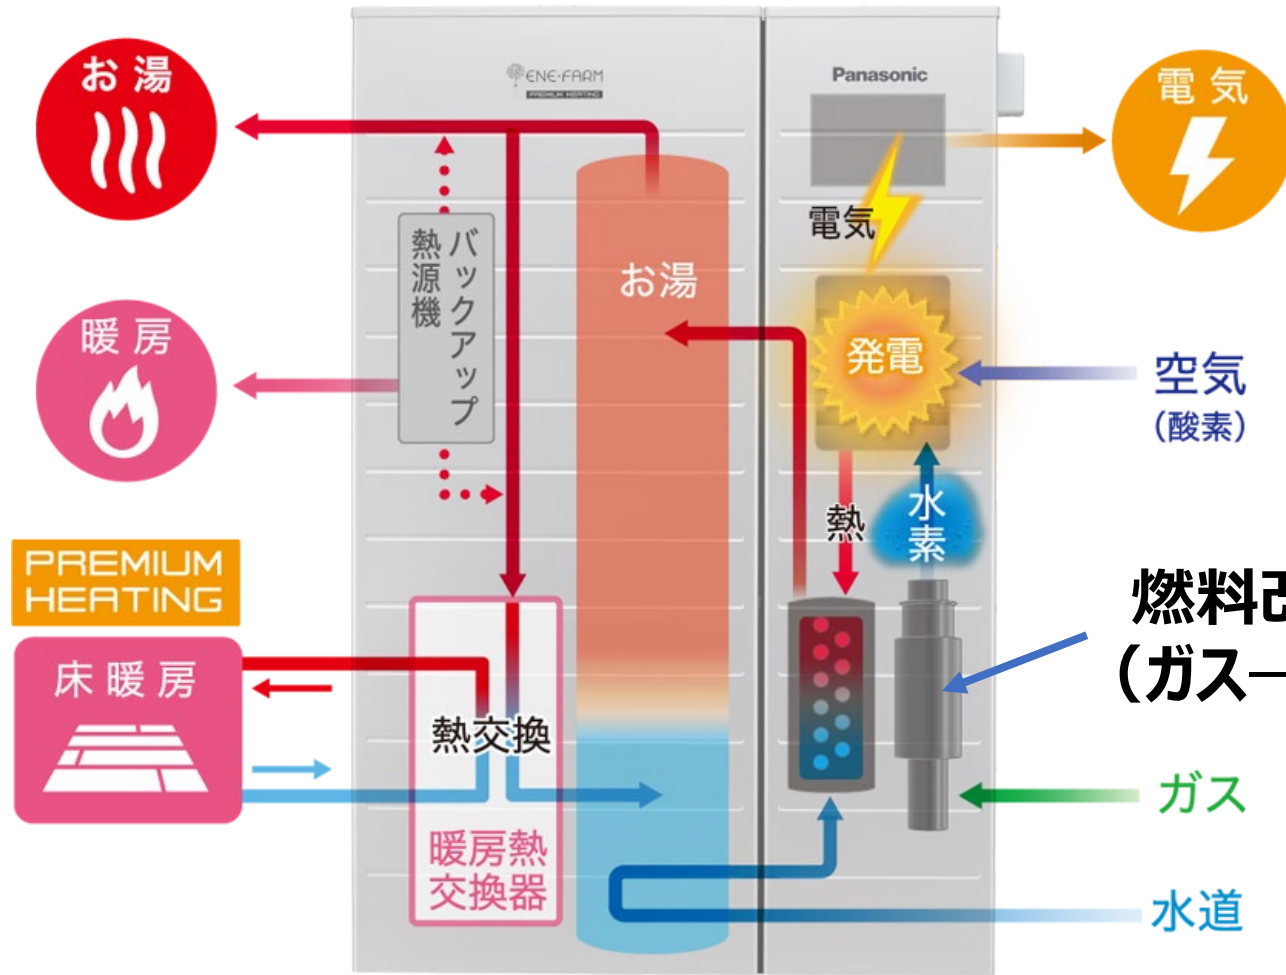 お湯
ENE·FARM
PREMIUM HEATING
Panasonic
電気
電気
お湯
バックアップ
熱源機
暖房
発電
空気
(酸素)
熱
水素
PREMIUM
HEATING
燃料改
(ガスー
床暖房
熱交換
ガス
暖房熱
交換器
水道